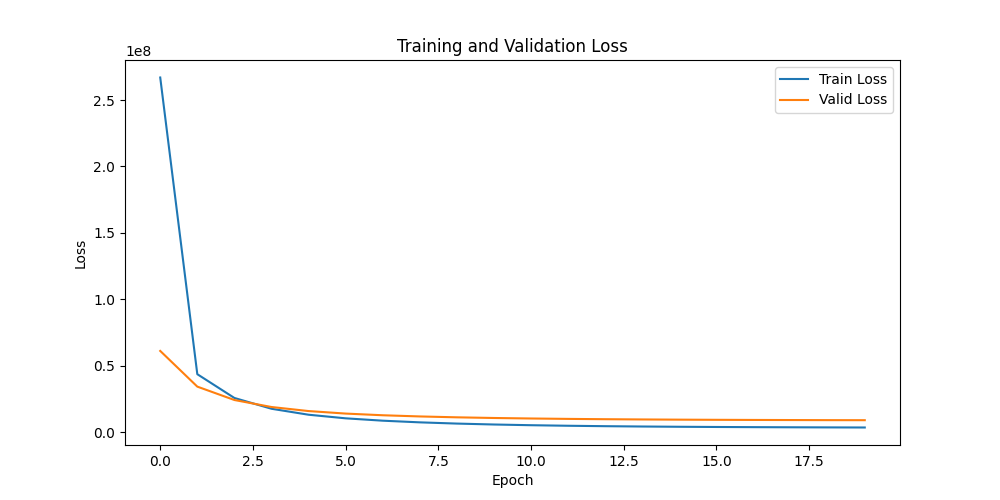 Training and Validation Loss
1e8
Train Loss
Valid Loss
2.5
2.0
1.5
1.0
0.5
0.0
Loss
0.0 2.5 5.0 7.5 10.0 12.5 15.0 17.5
Epoch